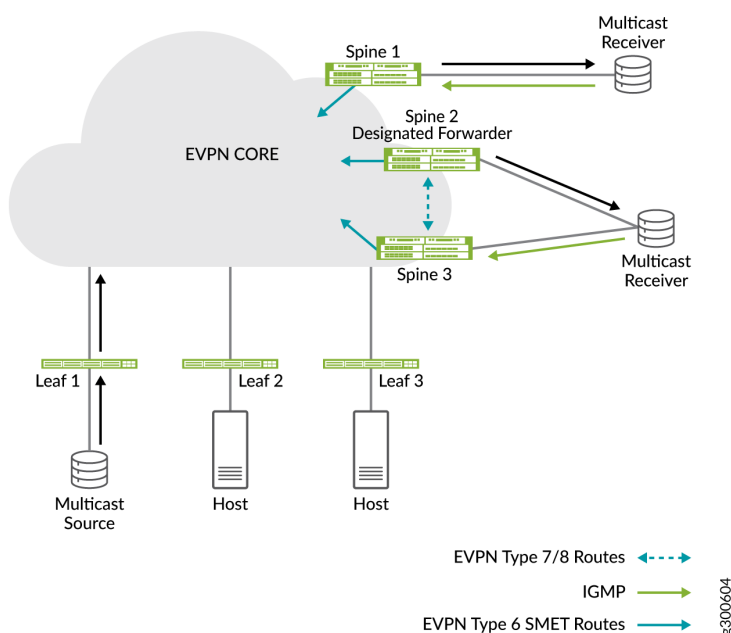 Multicast
Receiver
Spine 1
Spine 2
Designated Forwarder
EVPN CORE
Multicast
Receiver
Spine 3
Leaf 1
Leaf 2
Leaf 3
Multicast
Source
Host
Host
EVPN Type 7/8 Routes
IGMP
EVPN Type 6 SMET Routes
g300604